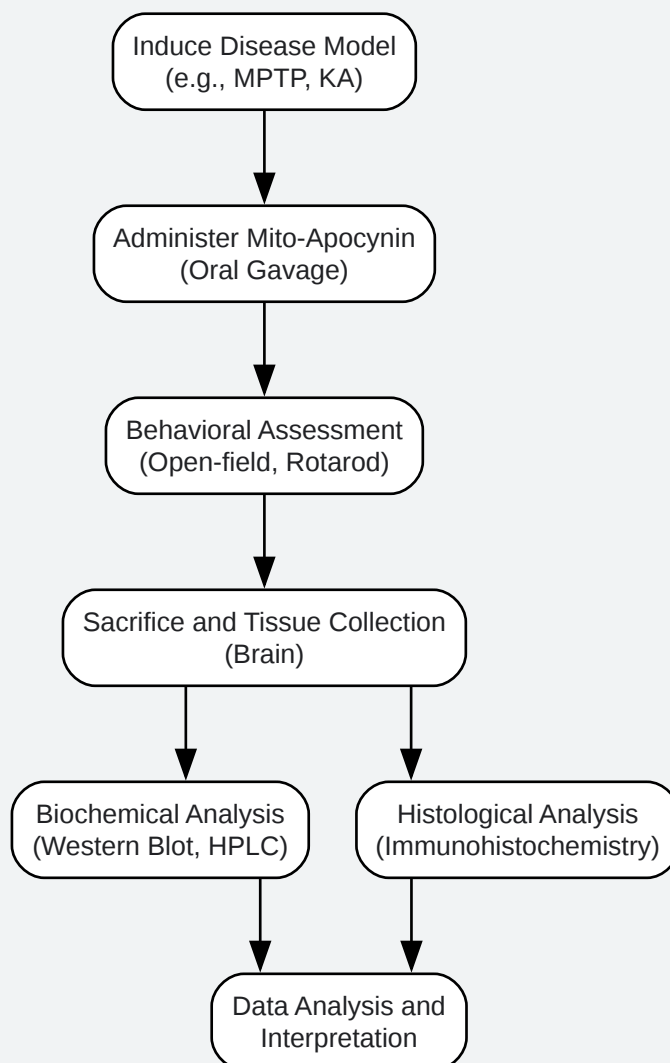 Induce Disease Model
(e.g., MPTP, KA)
Administer Mito-Apocynin
(Oral Gavage)
Behavioral Assessment
(Open-field, Rotarod)
Sacrifice and Tissue Collection
(Brain)
Biochemical Analysis
(Western Blot, HPLC)
Histological Analysis
(Immunohistochemistry)
Data Analysis and
Interpretation